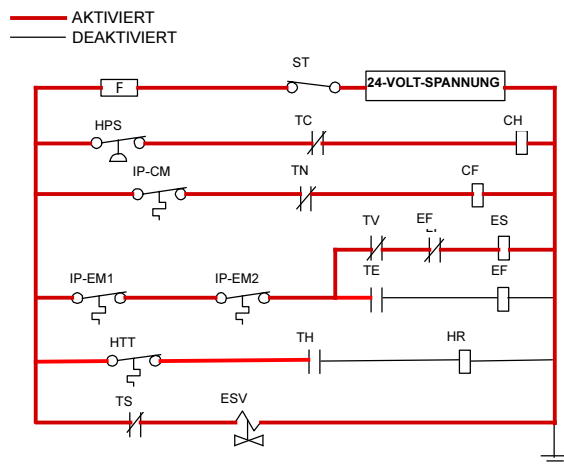 AKTIVIERT
DEAKTIVIERT
F
ST
24-VOLT-SPANNUNG
HPS
TC
CH
IP-CM
TN
CF
TV
EF
ES
IP-EM1
IP-EM2
TE
EF
HTT
TH
HR
TS
ESV